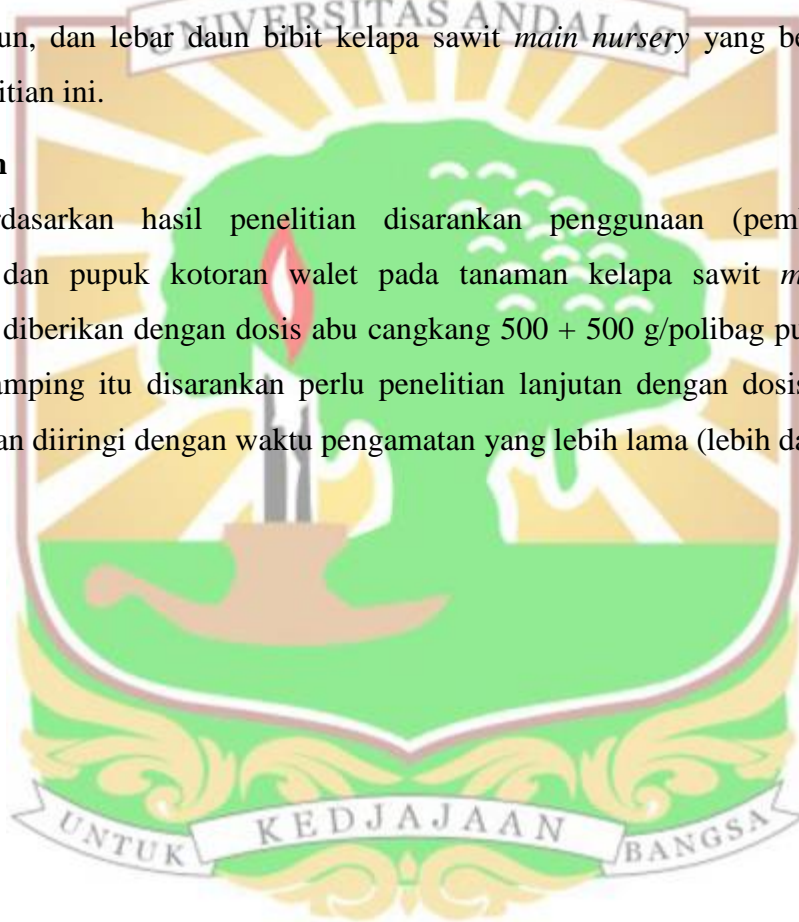 UNIVERSITAS ANDALAS
un, dan lebar daun bibit kelapa sawit main nursery yang be
itian ini.
n
rdasarkan hasil penelitian disarankan penggunaan (pem
dan pupuk kotoran walet pada tanaman kelapa sawit m
diberikan dengan dosis abu cangkang 500 + 500 g/polibag pu
amping itu disarankan perlu penelitian lanjutan dengan dosis
an diiringi dengan waktu pengamatan yang lebih lama (lebih da
UNTUK KEDJAJAAN BANGSA